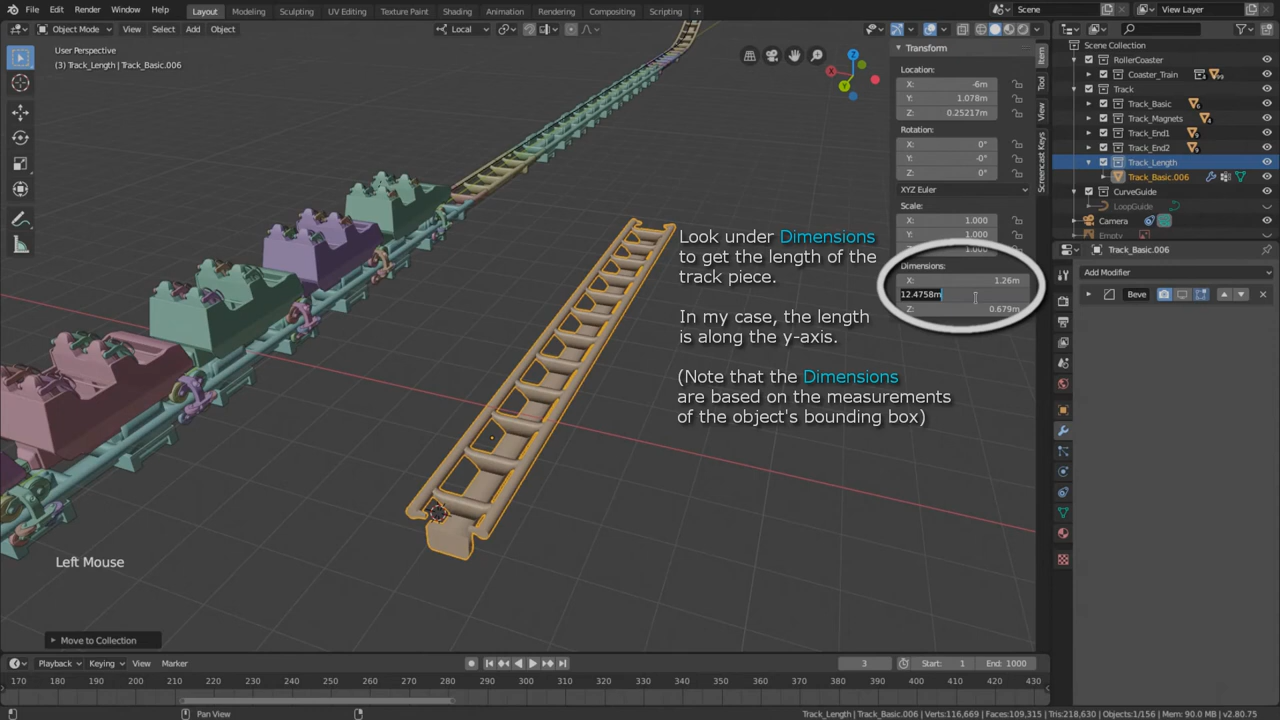 File Edit Render Window Help Layout Modeling Sculpting UV Editing Texture Paint Shading Animation Rendering Compositing Scripting + Scene View Layer
Object Mode View Select Add Object Local
User Perspective
(3) Track_Length | Track_Basic.006
Transform
Location:
X: -6m
Y: 1.078m
Z: 0.25217m
Rotation:
X: 0°
Y: -0°
Z: 0°
XYZ Euler
Scale:
X: 1.000
Y: 1.000
1.000
Dimensions:
X: 1.26m
12.4758m
Z: 0.679m
Item
Tool
View
Screencast Keys
Scene Collection
RollerCoaster
Coaster_Train 99
Track
Track_Basic
Track_Magnets
Track_End1
Track_End2
Track_Length
Track_Basic.006
CurveGuide
LoopGuide
Camera
Empty
Track_Basic.006
Add Modifier
Beve
Look under Dimensions
to get the length of the
track piece.
In my case, the length
is along the y-axis.
(Note that the Dimensions
are based on the measurements
of the object's bounding box)
Left Mouse
Move to Collection
Playback Keying View Marker 3 Start: 1 End: 1000
170 180 190 200 210 220 230 240 250 260 270 280 290 300 310 320 330 340 350 360 370 380 390 400 410 420 430
Pan View Track_Length | Track_Basic.006 | Verts:116,669 | Faces:109,315 | Tris:218,630 | Objects:1/156 | Mem: 90.0 MB | v2.80.75